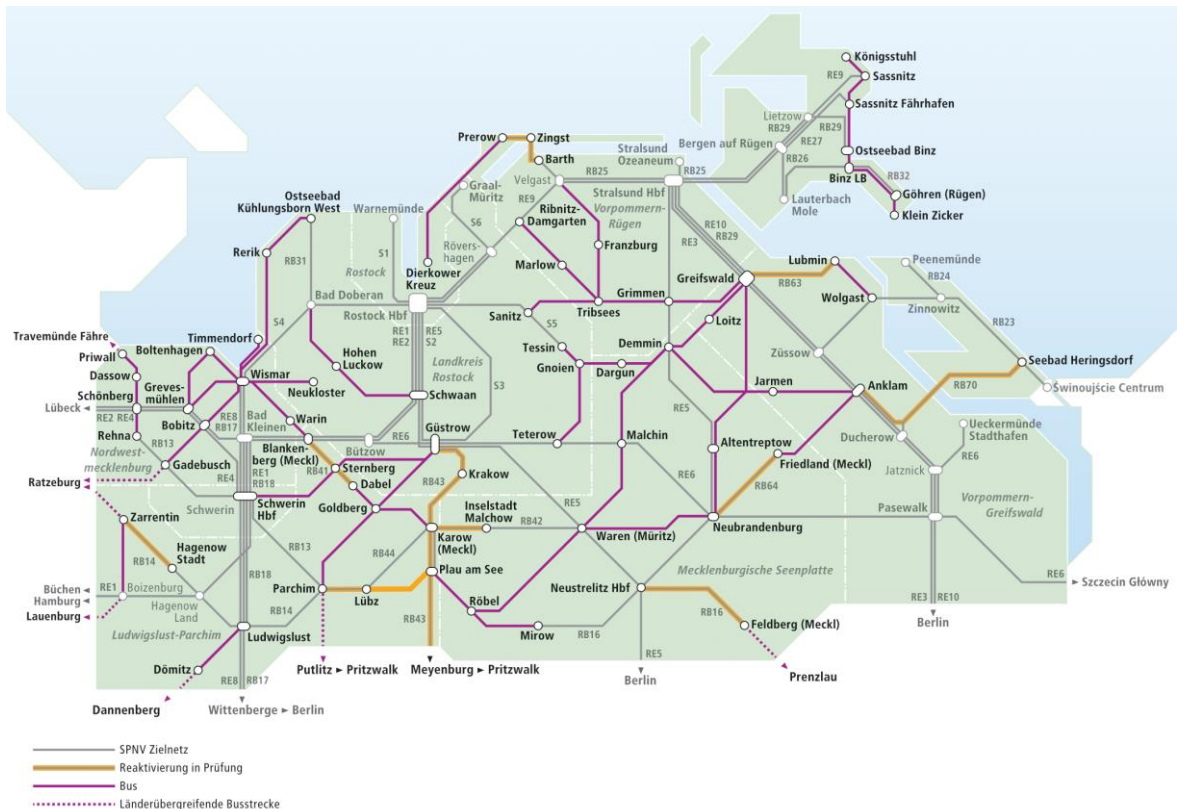 Königsstuhl
RE9
Sassnitz
Sassnitz Fährhafen
Lietzow
RB29
RB29
RE27
Bergen auf Rügen
Ostseebad Binz
RB26
Binz LB
RB32
Göhren (Rügen)
Klein Zicker
Lauterbach
Mole
Prerow
Zingst
Barth
Stralsund
Ozeaneum
RB25
RB25
Velgast
Stralsund Hbf
Vorpommern-
Rügen
Graal-
Müritz
RE9
S6
Ribnitz-
Damgarten
Ostseebad
Kühlungsborn West
Warnemünde
Rövers-
hagen
Franzburg
RE10
RB29
RE3
Rerik
RB31
S1
Rostock
Dierkower
Kreuz
Marlow
Greifswald
Lubmin
RB63
Peenemünde
RB24
Wolgast
Zinnowitz
Bad Doberan
Rostock Hbf
Sanitz
Tribsees
Grimmen
RB23
Travemünde Fähre
Timmendorf
S4
RE1
RE2
RE5
S2
S5
Loitz
Priwall
Boltenhagen
Tessin
Demmin
Züssow
Seebad Heringsdorf
Dassow
Hohen
Luckow
Landkreis
Rostock
Gnoien
Dargun
RB70
Świnoujście Centrum
Greves-
mühlen
Wismar
Neukloster
S3
Jarmen
Anklam
Schönberg
Lübeck
RE2 RE4
Schwaan
RE5
Ueckermünde
Stadthafen
RE8
RB17
Bad
Kleinen
Warin
Rehna
Bobitz
RE6
Güstrow
Ducherow
RE6
RB13
Blanken-
berg (Meckl)
Bützow
Teterow
Malchin
Altentreptow
Friedland (Meckl)
Nordwest-
mecklenburg
Gadebusch
RE4
RE1
RB18
RB41
Sternberg
Dabel
Krakow
RB43
RE6
RB64
Jatznick
Ratzeburg
Schwerin
Schwerin
Hbf
Goldberg
Inselstadt
Malchow
RE5
Pasewalk
Vorpommern-
Greifswald
Zarrentin
Karow
(Meckl)
RB42
Waren (Müritz)
Neubrandenburg
Hagenow
Stadt
RB13
RB44
RB14
RB18
Plau am See
Mecklenburgische Seenplatte
Büchen
RE1
Boizenburg
Parchim
Lübz
Neustrelitz Hbf
RE6
Szczecin Główny
Hamburg
Hagenow
Land
RB14
Röbel
RE3
RE10
Lauenburg
RB43
RB16
Ludwigslust-Parchim
Ludwigslust
Mirow
RB16
Feldberg (Meckl)
Berlin
Dömitz
Putlitz ► Pritzwalk
Meyenburg ► Pritzwalk
RE5
Prenzlau
RE8
RB17
Berlin
Dannenberg
Wittenberge ► Berlin
SPNV Zielnetz
Reaktivierung in Prüfung
Bus
Länderübergreifende Busstrecke